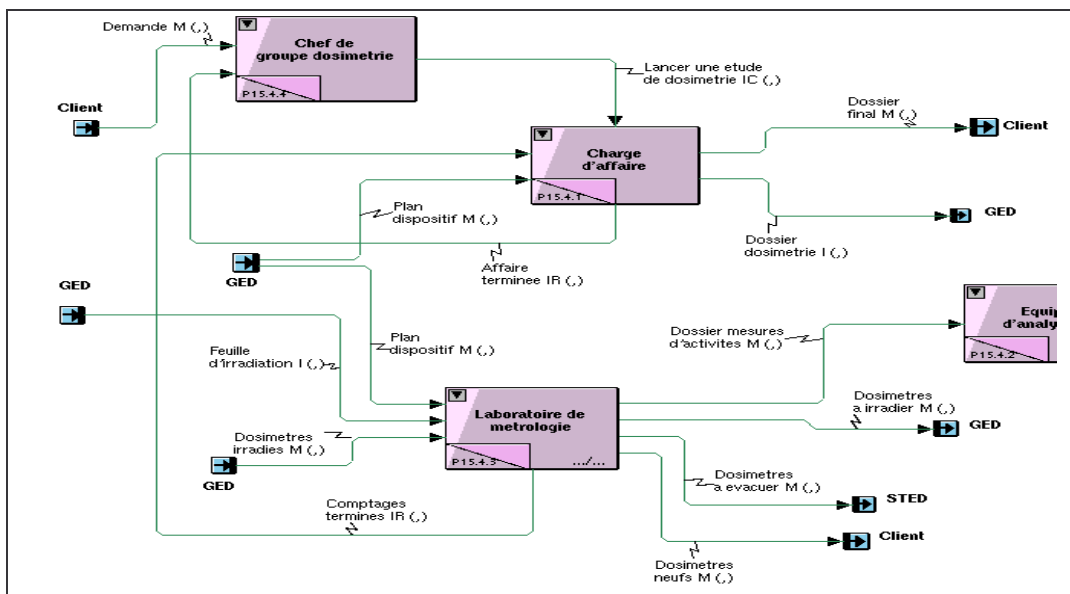 Demande M (,)
Chef de
groupe dosimetrie
P15.4.4
Client
Lancer une etude
de dosimetrie IC (,)
Dossier
final M (,)
Client
Charge
d'affaire
P15.4.1
Plan
dispositif M (,)
GED
Dossier
dosimetrie I (,)
Affaire
terminee IR (,)
GED
GED
Equip
d'analy
P15.4.2
Dossier mesures
d'activites M (,)
Plan
dispositif M (,)
Feuille
d'irradiation I (,)
Laboratoire de
metrologie
P15.4.3
.../...
Dosimetres
a irradier M (,)
GED
Dosimetres
irradies M (,)
GED
Dosimetres
a evacuer M (,)
STED
Comptages
termines IR (,)
Client
Dosimetres
neufs M (,)